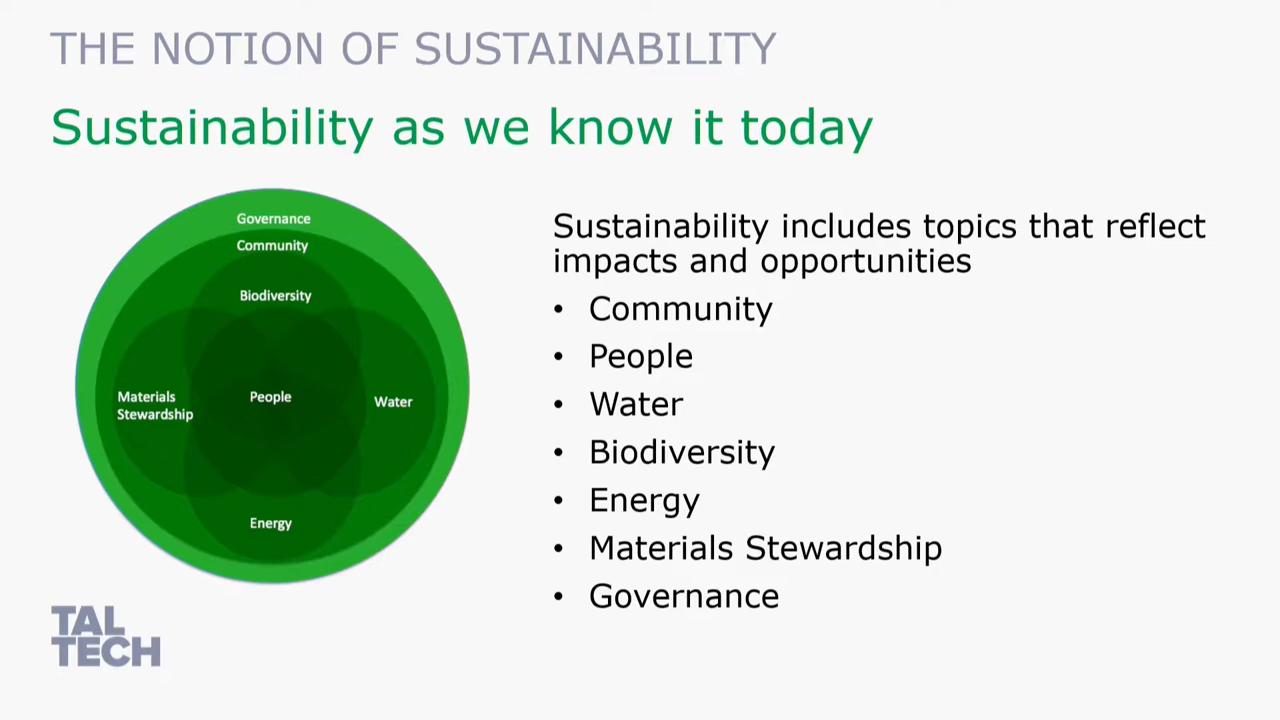 THE NOTION OF SUSTAINABILITY
Sustainability as we know it today
Governance
Community
Biodiversity
Materials
Stewardship
People
Water
Energy
Sustainability includes topics that reflect
impacts and opportunities
• Community
• People
• Water
• Biodiversity
• Energy
• Materials Stewardship
• Governance
TAL
TECH